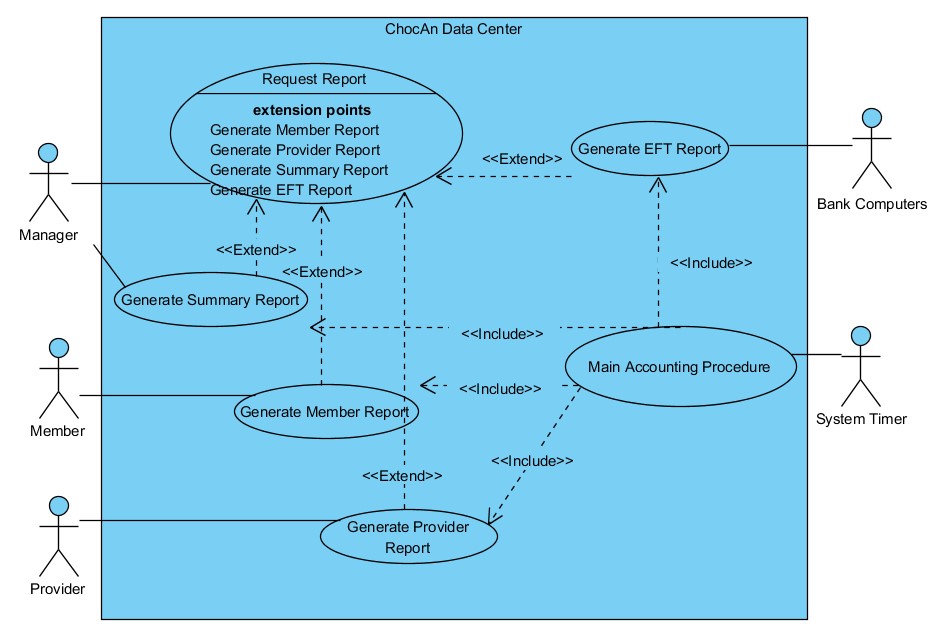 ChocAn Data Center
Request Report
extension points
Generate Member Report
Generate Provider Report
Generate Summary Report
Generate EFT Report
<<Extend>>
Generate EFT Report
Bank Computers
Manager
<<Extend>>
<<Extend>>
<<Include>>
Generate Summary Report
<<Include>>
Main Accounting Procedure
<<Include>>
Member
Generate Member Report
System Timer
<<Include>>
<<Extend>>
Generate Provider
Report
Provider